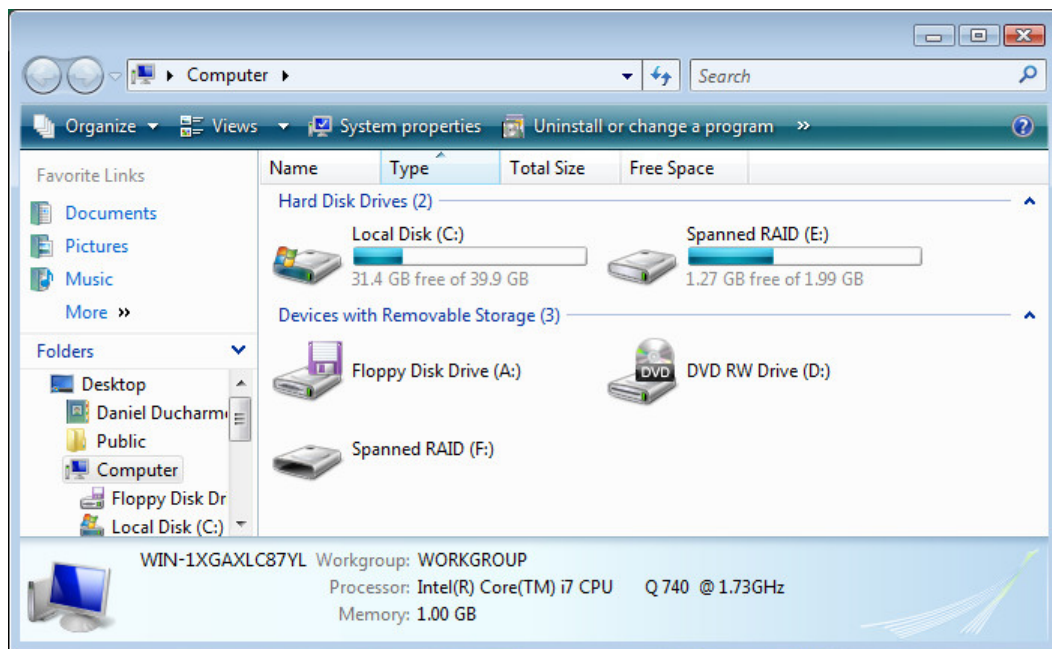 Computer
Search
Organize Views System properties Uninstall or change a program »
Favorite Links
Documents
Pictures
Music
More »
Folders
Desktop
Daniel Ducharm
Public
Computer
Floppy Disk Dr
Local Disk (C:)
Name Type Total Size Free Space
Hard Disk Drives (2)
Local Disk (C:)
31.4 GB free of 39.9 GB
Spanned RAID (E:)
1.27 GB free of 1.99 GB
Devices with Removable Storage (3)
Floppy Disk Drive (A:)
DVD
DVD RW Drive (D:)
Spanned RAID (F:)
WIN-1XGAXLC87YL Workgroup: WORKGROUP
Processor: Intel(R) Core(TM) i7 CPU Q 740 @ 1.73GHz
Memory: 1.00 GB